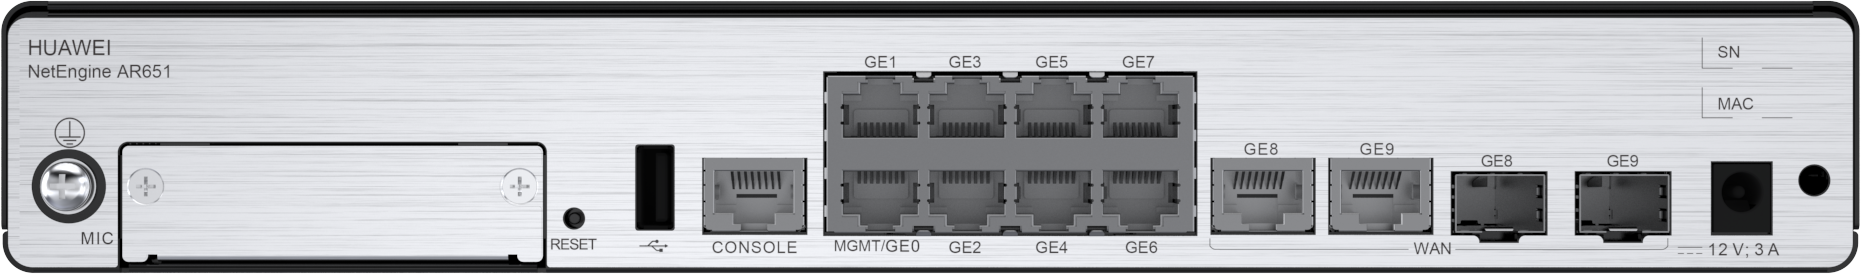 HUAWEI
NetEngine AR651
SN
MAC
GE1 GE3 GE5 GE7
GE8 GE9 GE8 GE9
MIC
RESET
CONSOLE
MGMT/GE0 GE2 GE4 GE6
WAN
12 V; 3 A